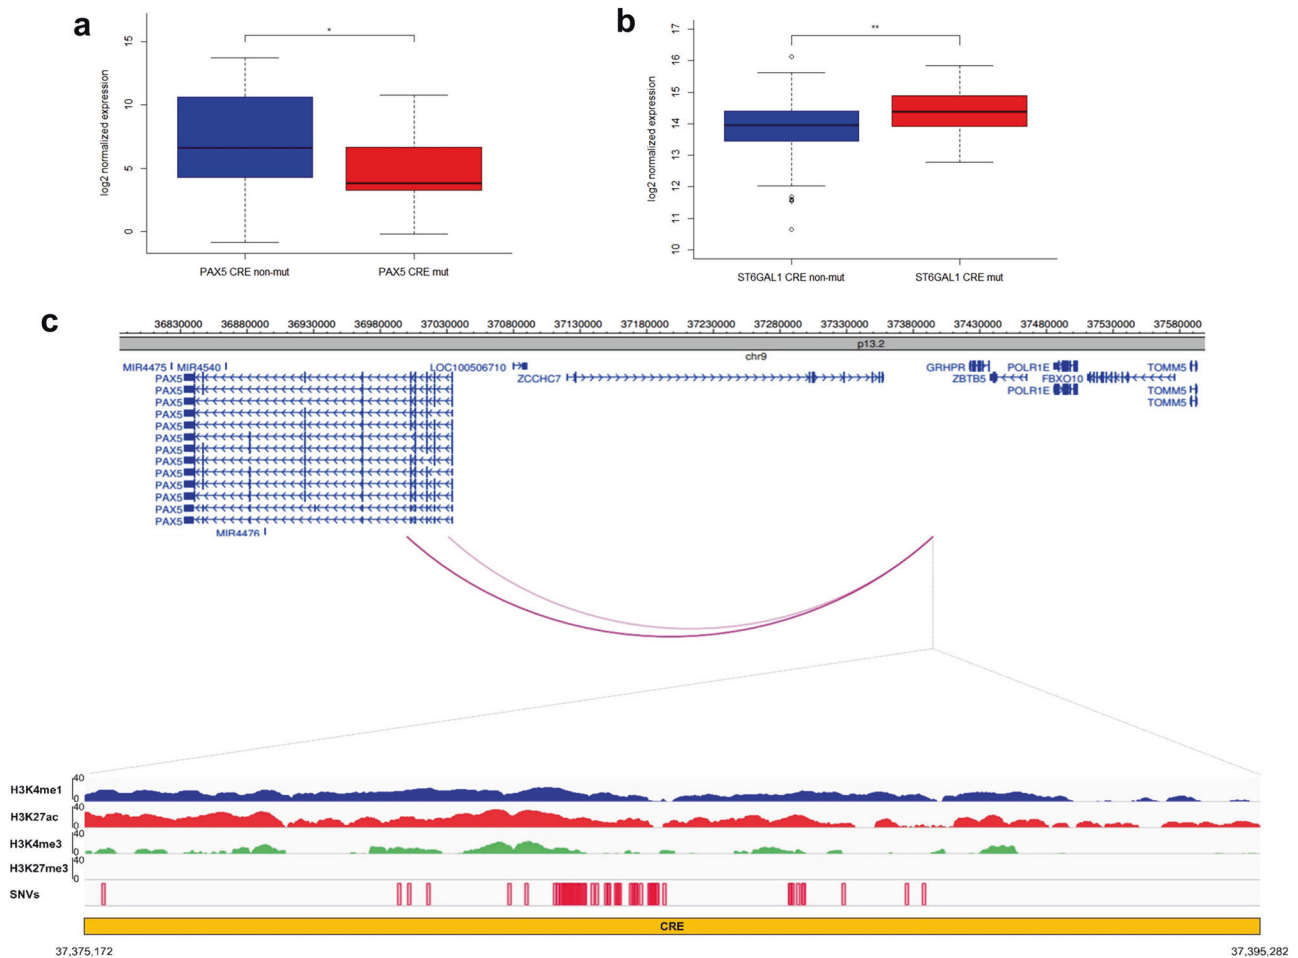 a
*
15
10
5
0
log2 normalized expression
PAX5 CRE non-mut
PAX5 CRE mut
b
**
17
16
15
14
13
12
11
10
log2 normalized expression
ST6GAL1 CRE non-mut
ST6GAL1 CRE mut
c
36830000 36880000 36930000 36980000 37030000 37080000 37130000 37180000 37230000 37280000 37330000 37380000 37430000 37480000 37530000 37580000
p13.2
chr9
MIR4475 MIR4540 LOC100506710 GRHPR POLR1E TOMM5
PAX5 ZCCHC7 ZBTB5 FBXO10
PAX5 POLR1E TOMM5
PAX5 TOMM5
PAX5
PAX5
PAX5
PAX5
PAX5
PAX5
PAX5
PAX5
PAX5
PAX5
MIR4476
H3K4me1
40
0
H3K27ac
40
0
H3K4me3
40
0
H3K27me3
40
0
SNVs
CRE
37,375,172
37,395,282